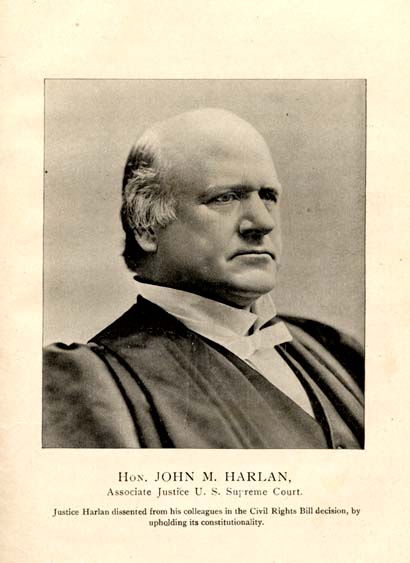 Hon. JOHN M. HARLAN,
Associate Justice U. S. Supreme Court.
Justice Harlan dissented from his colleagues in the Civil Rights Bill decision, by
upholding its constitutionality.